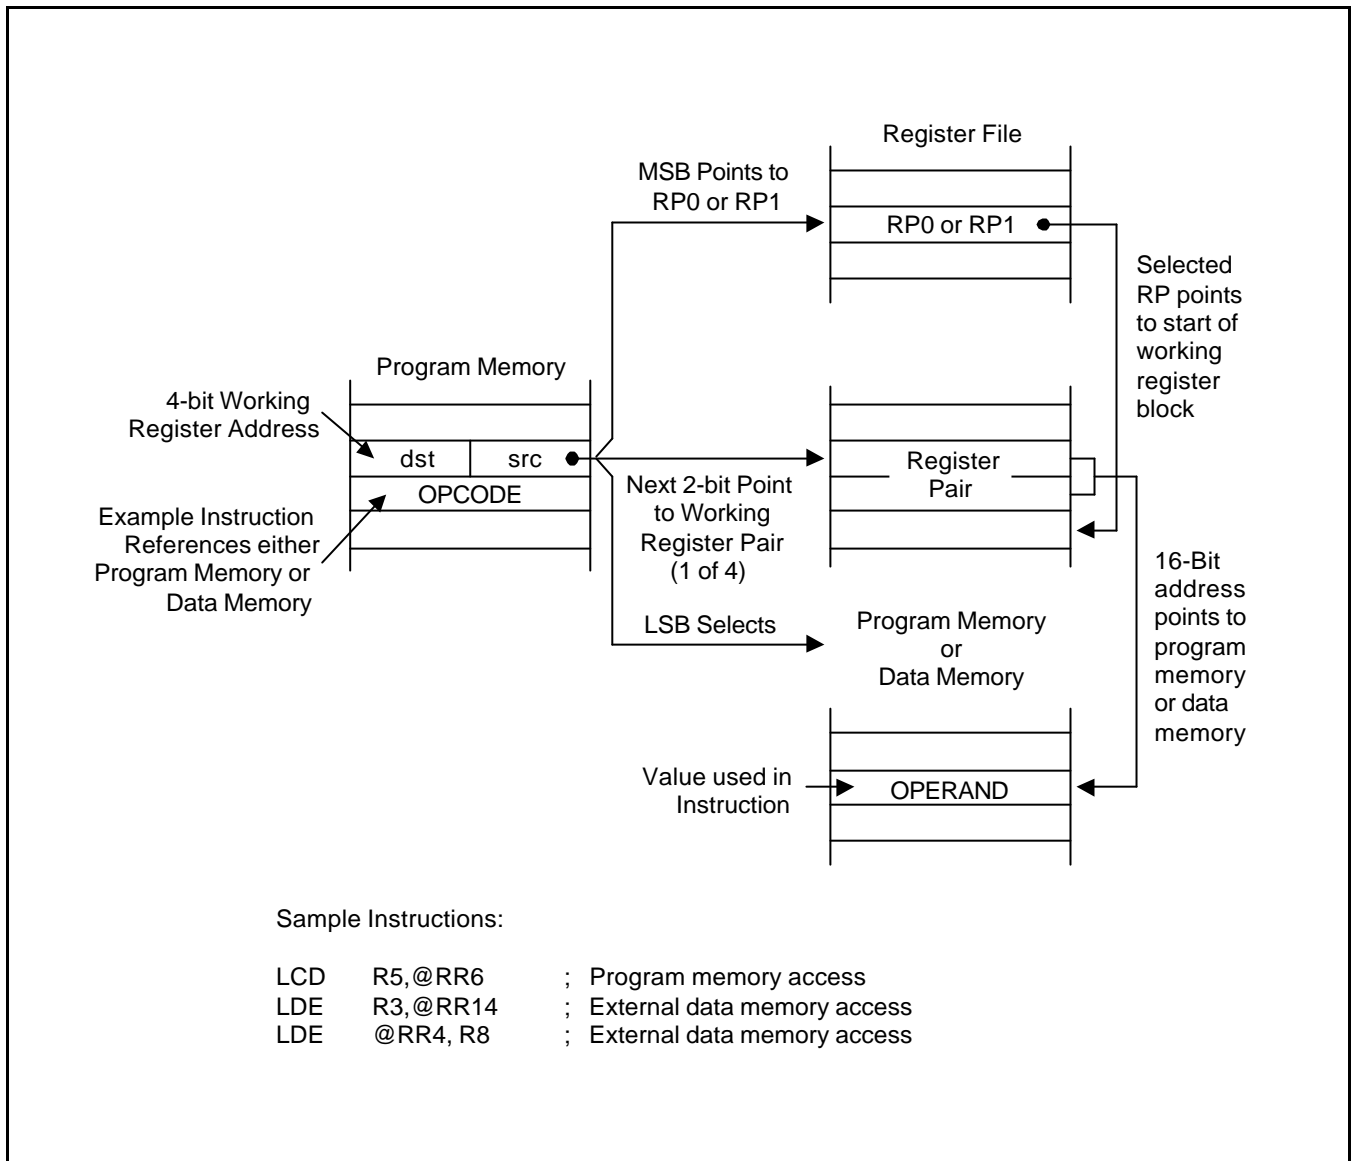 Register File
MSB Points to
RP0 or RP1
RP0 or RP1
Selected
RP points
to start of
working
register
block
Program Memory
4-bit Working
Register Address
dst
src
OPCODE
Example Instruction
References either
Program Memory or
Data Memory
Next 2-bit Point
to Working
Register Pair
(1 of 4)
Register
Pair
LSB Selects
Program Memory
or
Data Memory
16-Bit
address
points to
program
memory
or data
memory
Value used in
Instruction
OPERAND
Sample Instructions:
LCD R5,@RR6 ; Program memory access
LDE R3,@RR14 ; External data memory access
LDE @RR4, R8 ; External data memory access